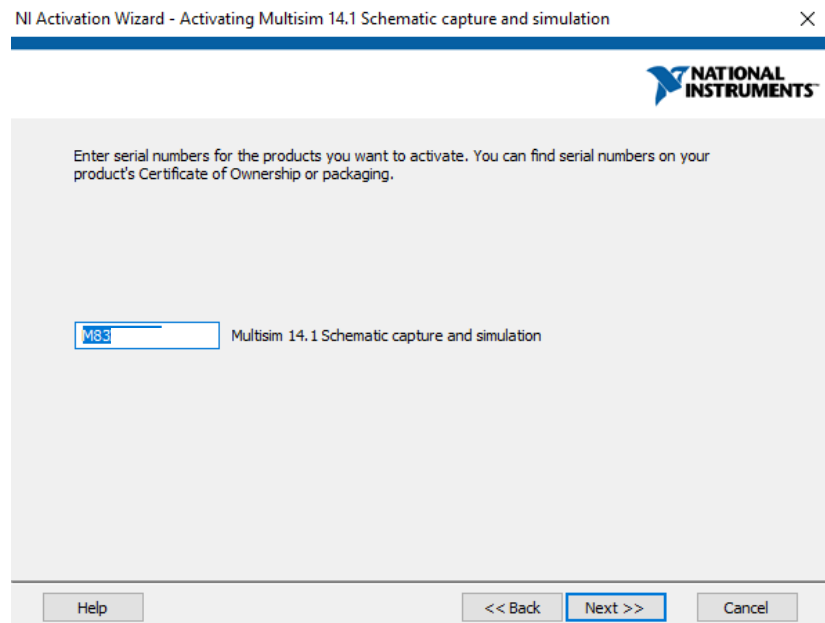 NI Activation Wizard - Activating Multisim 14.1 Schematic capture and simulation
NATIONAL
INSTRUMENTS™
Enter serial numbers for the products you want to activate. You can find serial numbers on your
product's Certificate of Ownership or packaging.
M83 Multisim 14.1 Schematic capture and simulation
Help << Back Next >> Cancel